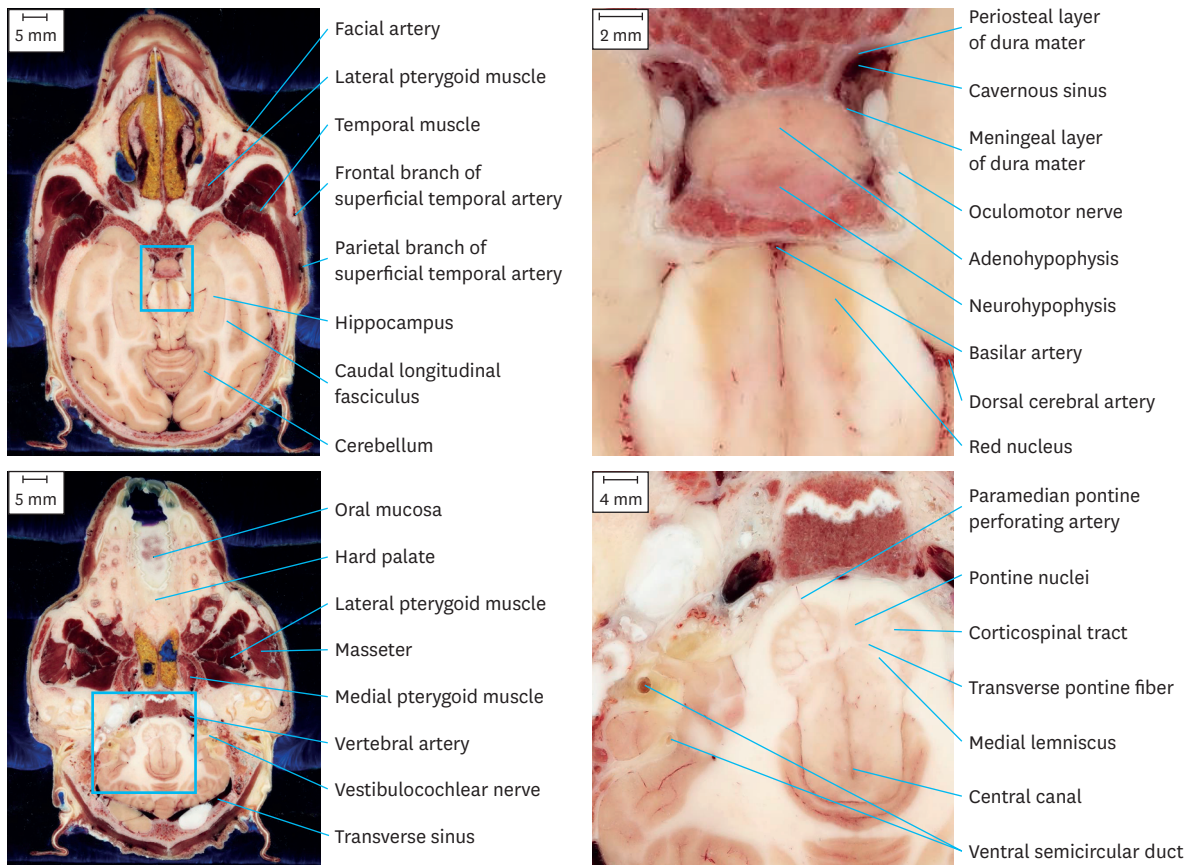 5 mm
Facial artery
Lateral pterygoid muscle
Temporal muscle
Frontal branch of
superficial temporal artery
Parietal branch of
superficial temporal artery
Hippocampus
Caudal longitudinal
fasciculus
Cerebellum
2 mm
Periosteal layer
of dura mater
Cavernous sinus
Meningeal layer
of dura mater
Oculomotor nerve
Adenohypophysis
Neurohypophysis
Basilar artery
Dorsal cerebral artery
Red nucleus
5 mm
Oral mucosa
Hard palate
Lateral pterygoid muscle
Masseter
Medial pterygoid muscle
Vertebral artery
Vestibulocochlear nerve
Transverse sinus
4 mm
Paramedian pontine
perforating artery
Pontine nuclei
Corticospinal tract
Transverse pontine fiber
Medial lemniscus
Central canal
Ventral semicircular duct